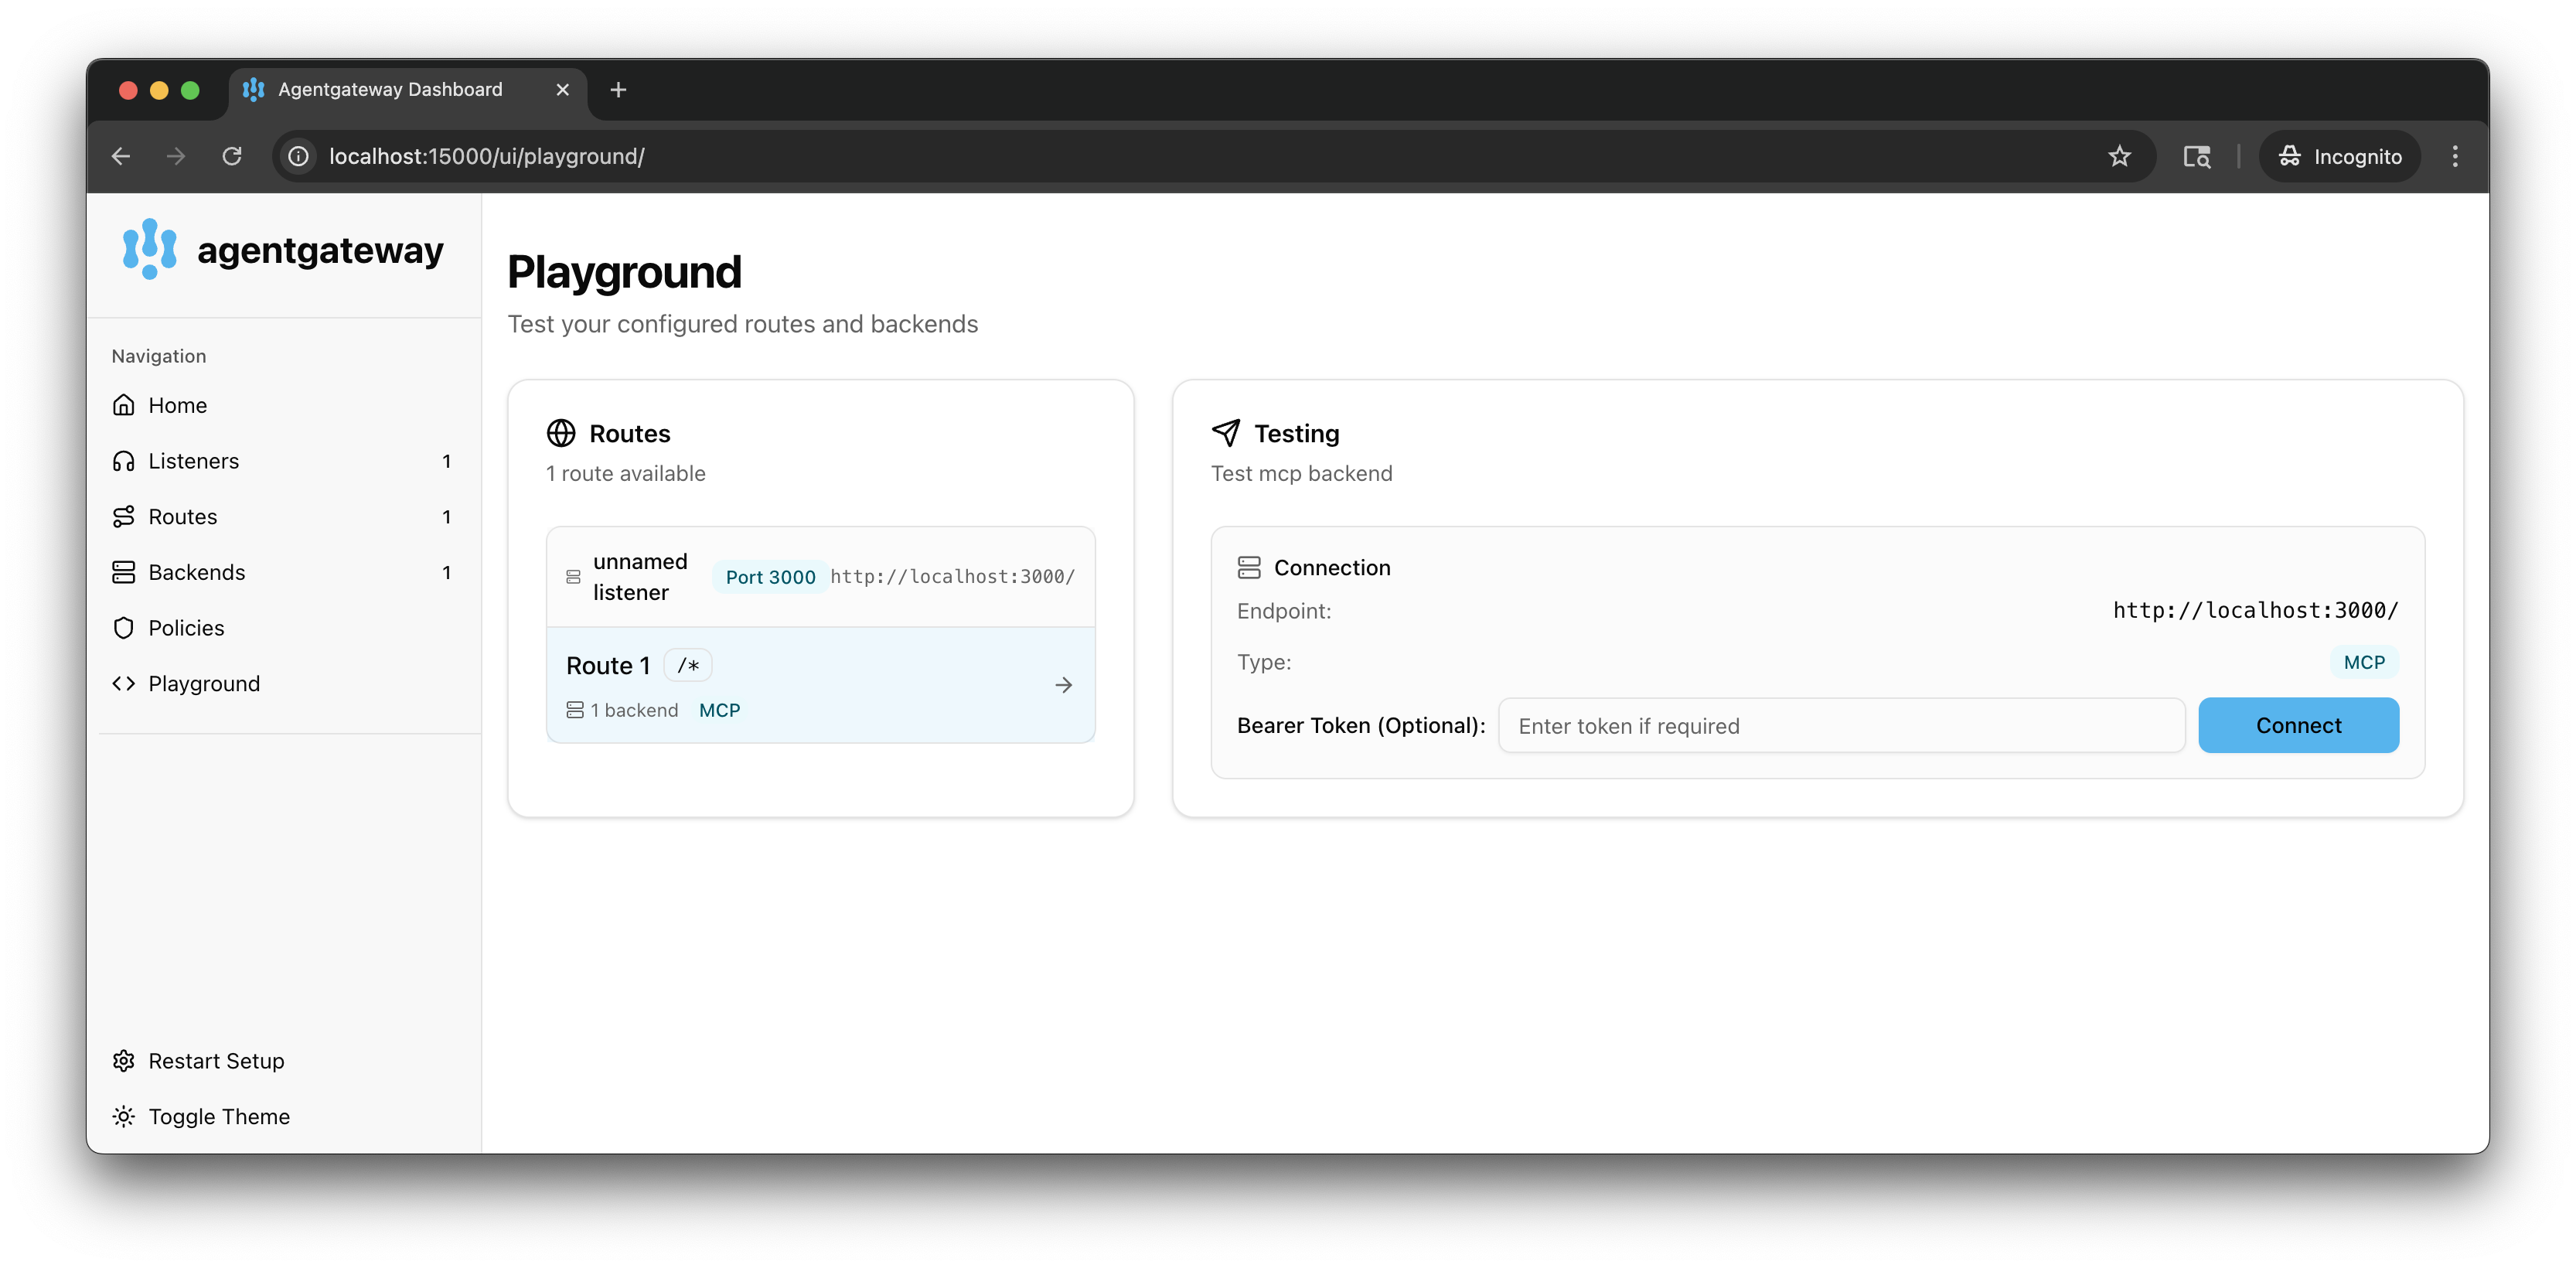 Agentgateway Dashboard
localhost:15000/ui/playground/
Incognito
agentgateway
Navigation
Home
Listeners 1
Routes 1
Backends 1
Policies
Playground
Restart Setup
Toggle Theme
Playground
Test your configured routes and backends
Routes
1 route available
unnamed
listener
Port 3000
http://localhost:3000/
Route 1 /*
1 backend MCP
Testing
Test mcp backend
Connection
Endpoint: http://localhost:3000/
Type: MCP
Bearer Token (Optional): Enter token if required Connect